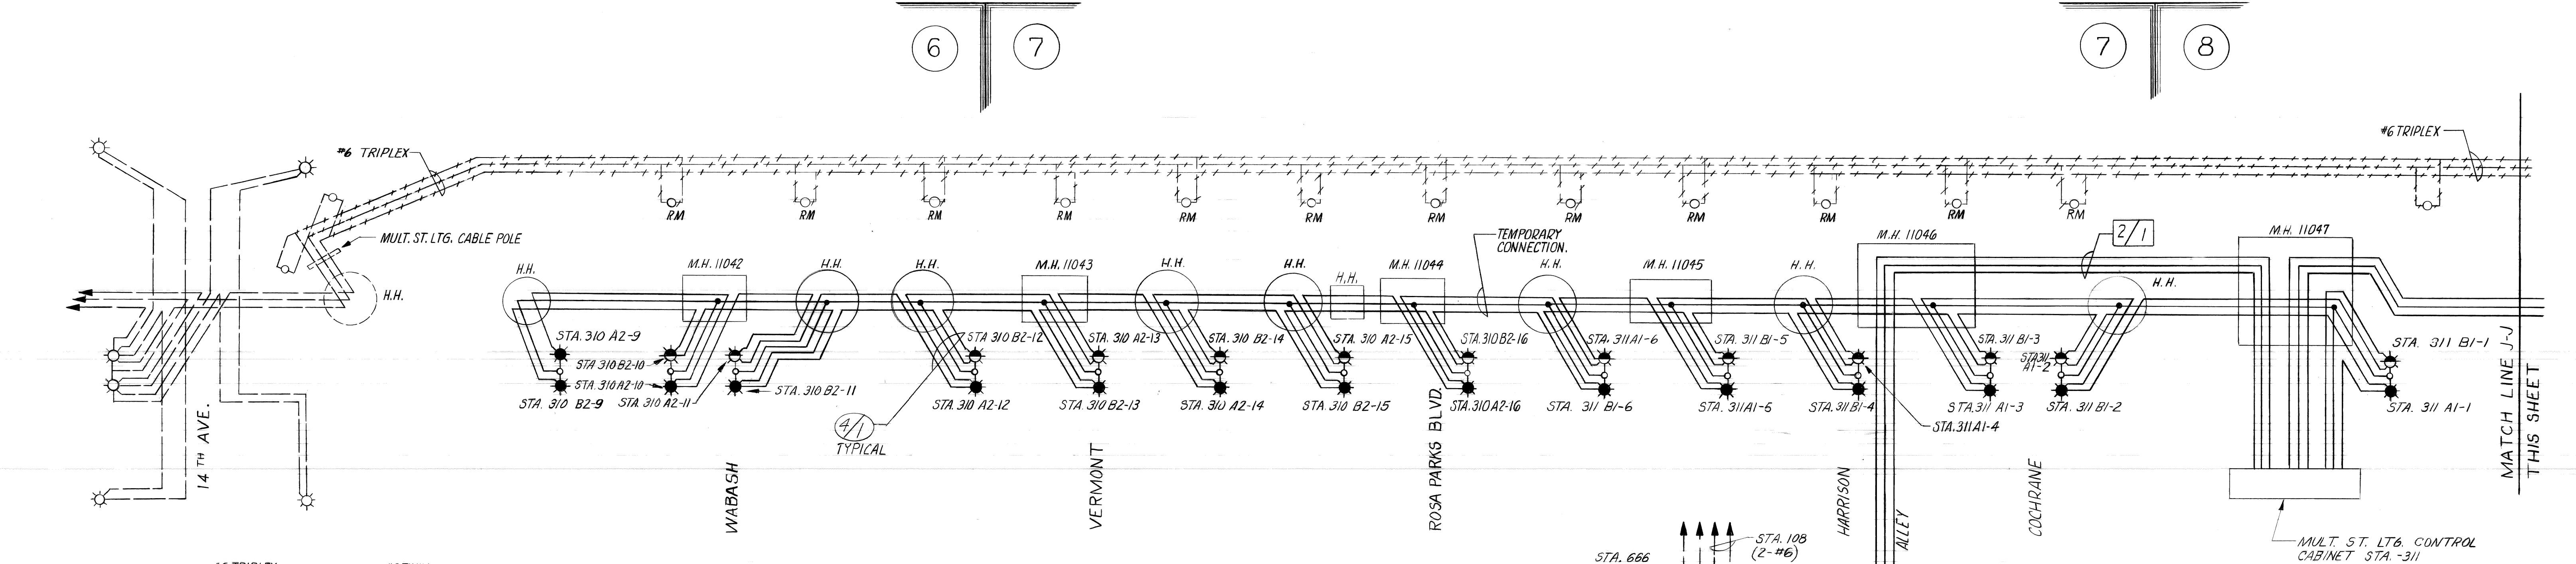 6
7
7
8
#6 TRIPLEX
#6 TRIPLEX
RM
RM
RM
RM
RM
RM
RM
RM
RM
RM
RM
RM
MULT. ST. LTG. CABLE POLE
TEMPORARY
CONNECTION.
M.H. 11046
2/1
M.H. 11047
H.H.
H.H.
M.H. 11042
H.H.
H.H.
M.H. 11043
H.H.
H.H.
H.H.
M.H. 11044
H.H.
M.H. 11045
H.H.
H.H.
STA. 310 A2-9
STA. 310 B2-10
STA. 310 A2-10
STA. 310 B2-9
STA. 310 A2-11
STA. 310 B2-11
STA 310 B2-12
STA. 310 A2-13
STA. 310 B2-14
STA. 310 A2-15
STA. 310 B2-16
STA. 311 A1-6
STA. 311 B1-5
STA. 311 B1-3
STA 311
A1-2
STA. 311 B1-1
STA. 310 A2-12
STA. 310 B2-13
STA. 310 A2-14
STA. 310 B2-15
STA. 310 A2-16
STA. 311 B1-6
STA. 311 A1-5
STA. 311 B1-4
STA. 311 A1-4
STA. 311 A1-3
STA. 311 B1-2
STA. 311 A1-1
4/1
TYPICAL
14 TH AVE.
WABASH
VERMONT
ROSA PARKS BLVD.
HARRISON
ALLEY
COCHRANE
MATCH LINE J-J
THIS SHEET
STA. 666
STA. 108
(2-#6)
MULT. ST. LTG. CONTROL
CABINET STA. -311